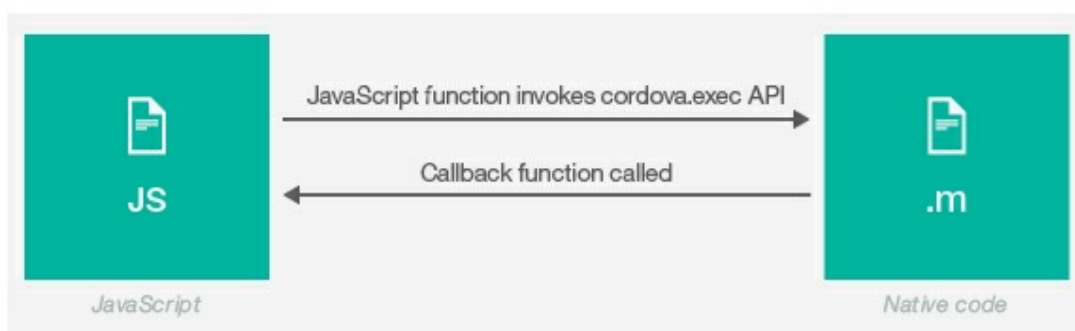 JavaScript function invokes cordova.exec API
Callback function called
JS
.m
JavaScript
Native code